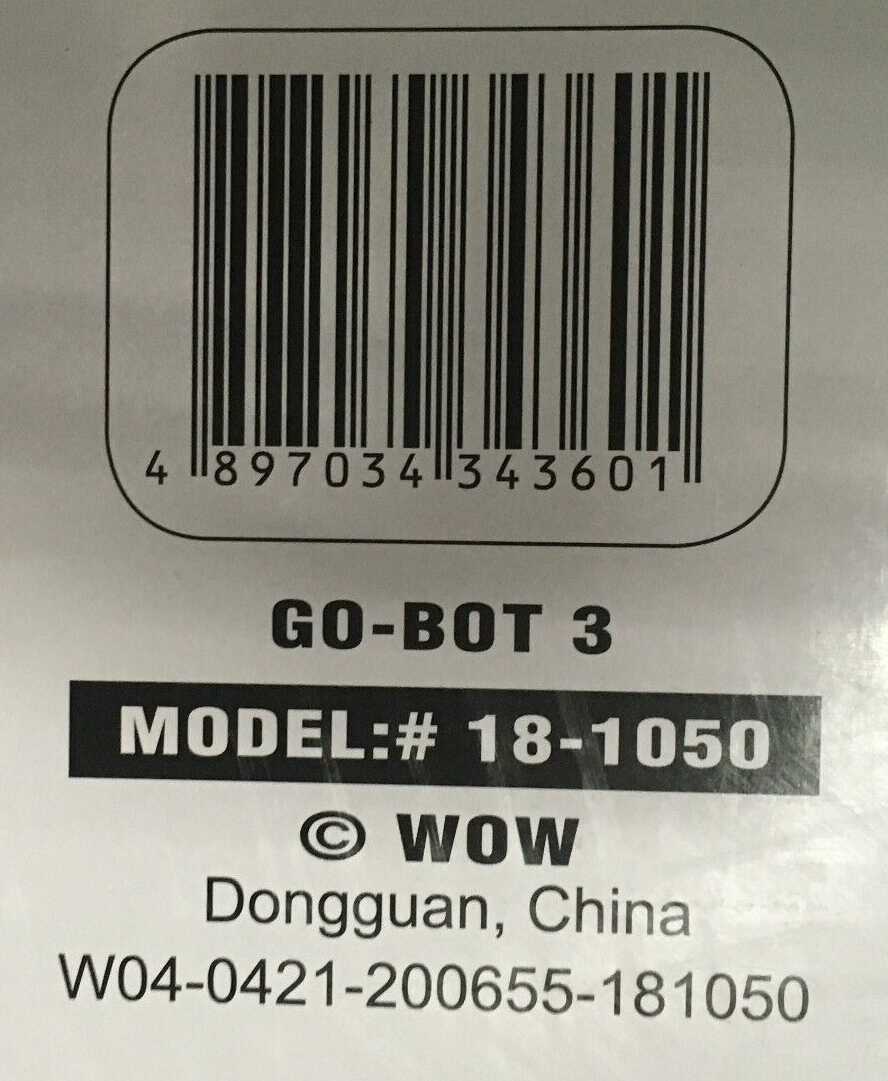 4 897034 343601
GO-BOT 3
MODEL:# 18-1050
© WOW
Dongguan, China
W04-0421-200655-181050